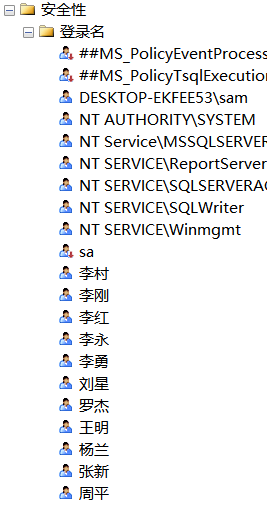 安全性
登录名
##MS_PolicyEventProcess
##MS_PolicyTsqlExecution
DESKTOP-EKFEE53\sam
NT AUTHORITY\SYSTEM
NT Service\MSSQLSERVER
NT SERVICE\ReportServer
NT SERVICE\SQLSERVERAG
NT SERVICE\SQLWriter
NT SERVICE\Winmgmt
sa
李村
李刚
李红
李永
李勇
刘星
罗杰
王明
杨兰
张新
周平